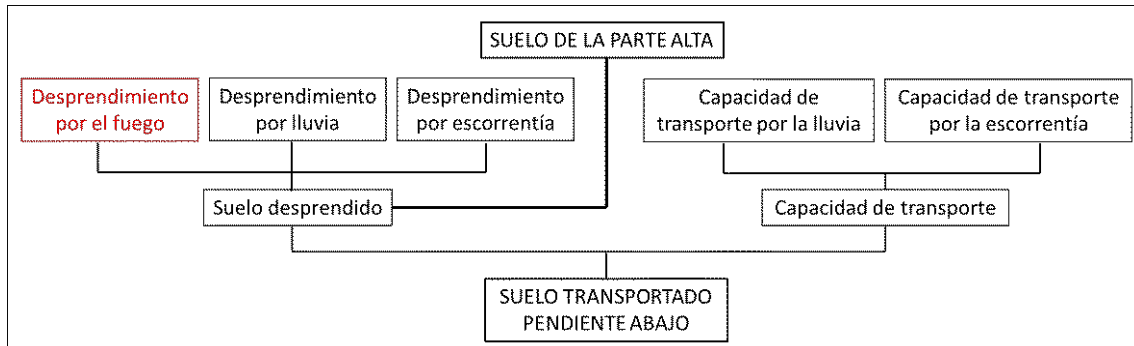 SUELO DE LA PARTE ALTA
Desprendimiento
por el fuego
Desprendimiento
por lluvia
Desprendimiento
por escorrentía
Capacidad de
transporte por la lluvia
Capacidad de transporte
por la escorrentía
Suelo desprendido
Capacidad de transporte
SUELO TRANSPORTADO
PENDIENTE ABAJO